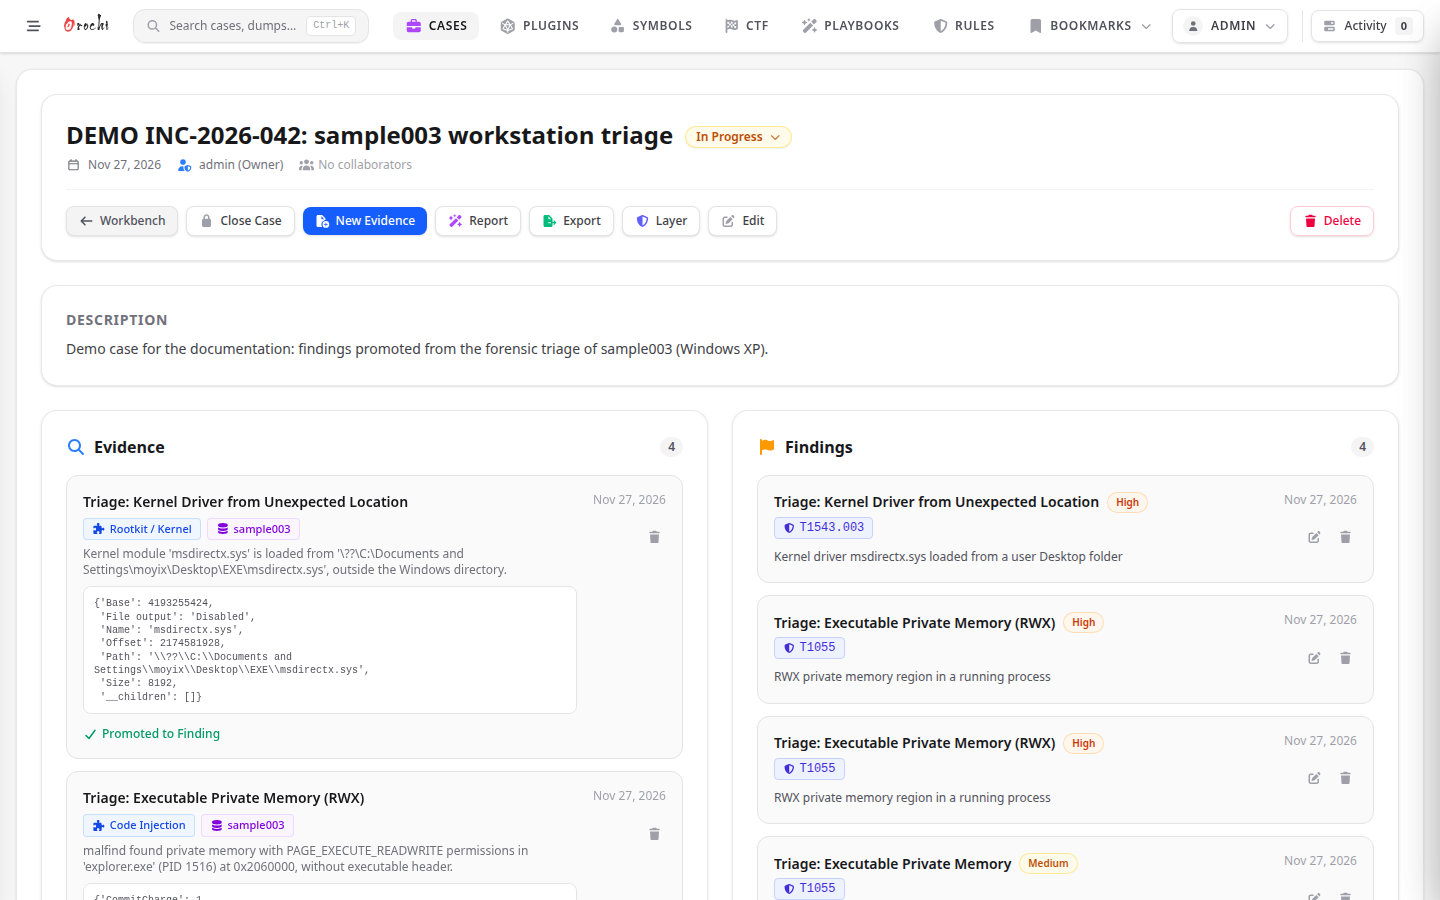 Orochi
Search cases, dumps... Ctrl+K
CASES
PLUGINS
SYMBOLS
CTF
PLAYBOOKS
RULES
BOOKMARKS
ADMIN
Activity 0
DEMO INC-2026-042: sample003 workstation triage
In Progress
Nov 27, 2026
admin (Owner)
No collaborators
Workbench
Close Case
New Evidence
Report
Export
Layer
Edit
Delete
DESCRIPTION
Demo case for the documentation: findings promoted from the forensic triage of sample003 (Windows XP).
Evidence 4
Triage: Kernel Driver from Unexpected Location
Nov 27, 2026
Rootkit / Kernel
sample003
Kernel module 'msdirectx.sys' is loaded from '\??\C:\Documents and
Settings\moyix\Desktop\EXE\msdirectx.sys', outside the Windows directory.
{'Base': 4193255424,
'File output': 'Disabled',
'Name': 'msdirectx.sys',
'Offset': 2174581928,
'Path': '\\??\\C:\\Documents and
Settings\\moyix\\Desktop\\EXE\\msdirectx.sys',
'Size': 8192,
'__children': []}
Promoted to Finding
Triage: Executable Private Memory (RWX)
Nov 27, 2026
Code Injection
sample003
malfind found private memory with PAGE_EXECUTE_READWRITE permissions in
'explorer.exe' (PID 1516) at 0x2060000, without executable header.
{'CommitCharge': 1,
Findings 4
Triage: Kernel Driver from Unexpected Location High
Nov 27, 2026
T1543.003
Kernel driver msdirectx.sys loaded from a user Desktop folder
Triage: Executable Private Memory (RWX) High
Nov 27, 2026
T1055
RWX private memory region in a running process
Triage: Executable Private Memory (RWX) High
Nov 27, 2026
T1055
RWX private memory region in a running process
Triage: Executable Private Memory Medium
Nov 27, 2026
T1055